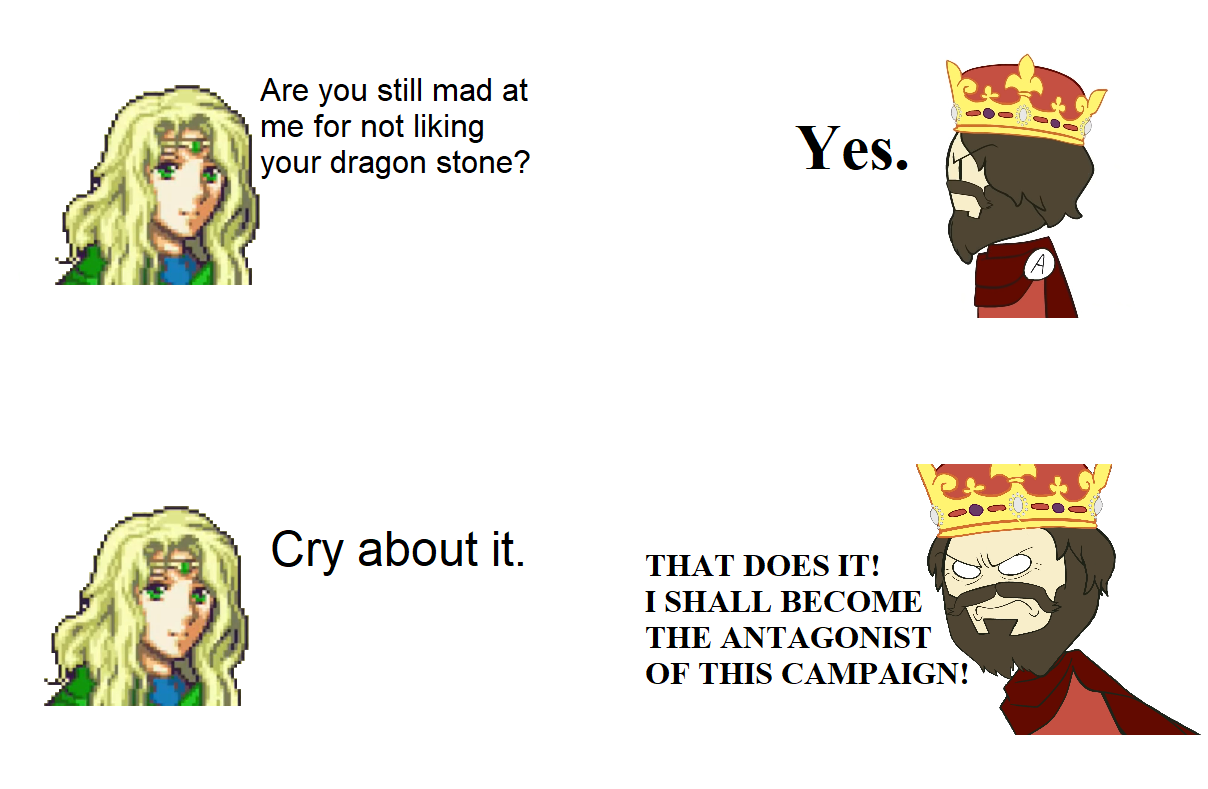 Are you still mad at
me for not liking
your dragon stone?
Yes.
A
Cry about it.
THAT DOES IT!
I SHALL BECOME
THE ANTAGONIST
OF THIS CAMPAIGN!